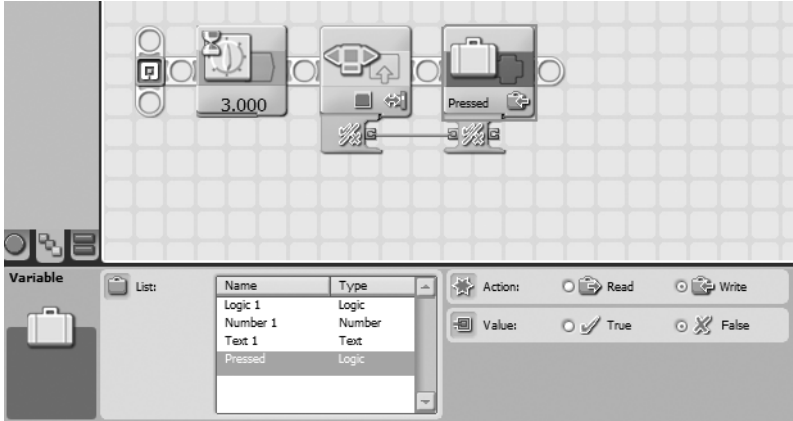 3.000
Pressed
Variable
List:
Name Type
Logic 1 Logic
Number 1 Number
Text 1 Text
Pressed Logic
Action: Read Write
Value: True False